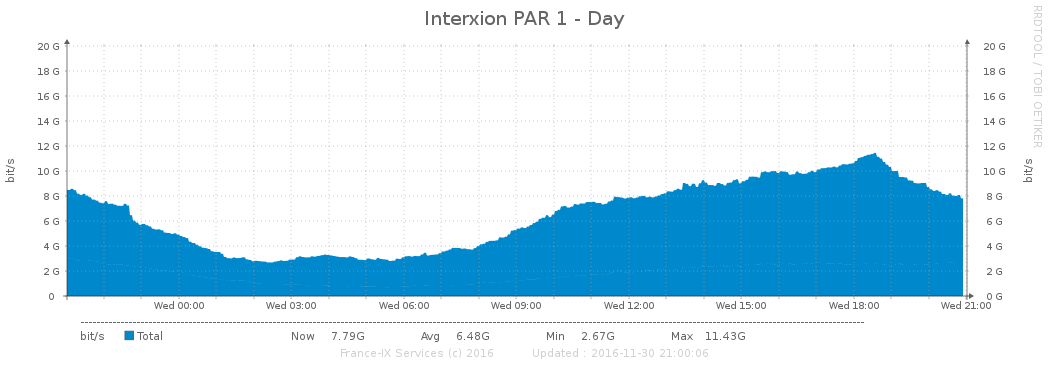 Interxion PAR 1 - Day
RRDTOOL / TOBI OETIKER
20 G 20 G
18 G 18 G
16 G 16 G
14 G 14 G
12 G 12 G
10 G 10 G
8 G 8 G
6 G 6 G
4 G 4 G
2 G 2 G
0 0 G
bit/s bit/s
Wed 00:00 Wed 03:00 Wed 06:00 Wed 09:00 Wed 12:00 Wed 15:00 Wed 18:00 Wed 21:00
bit/s Total Now 7.79G Avg 6.48G Min 2.67G Max 11.43G
France-IX Services (c) 2016 Updated : 2016-11-30 21:00:06